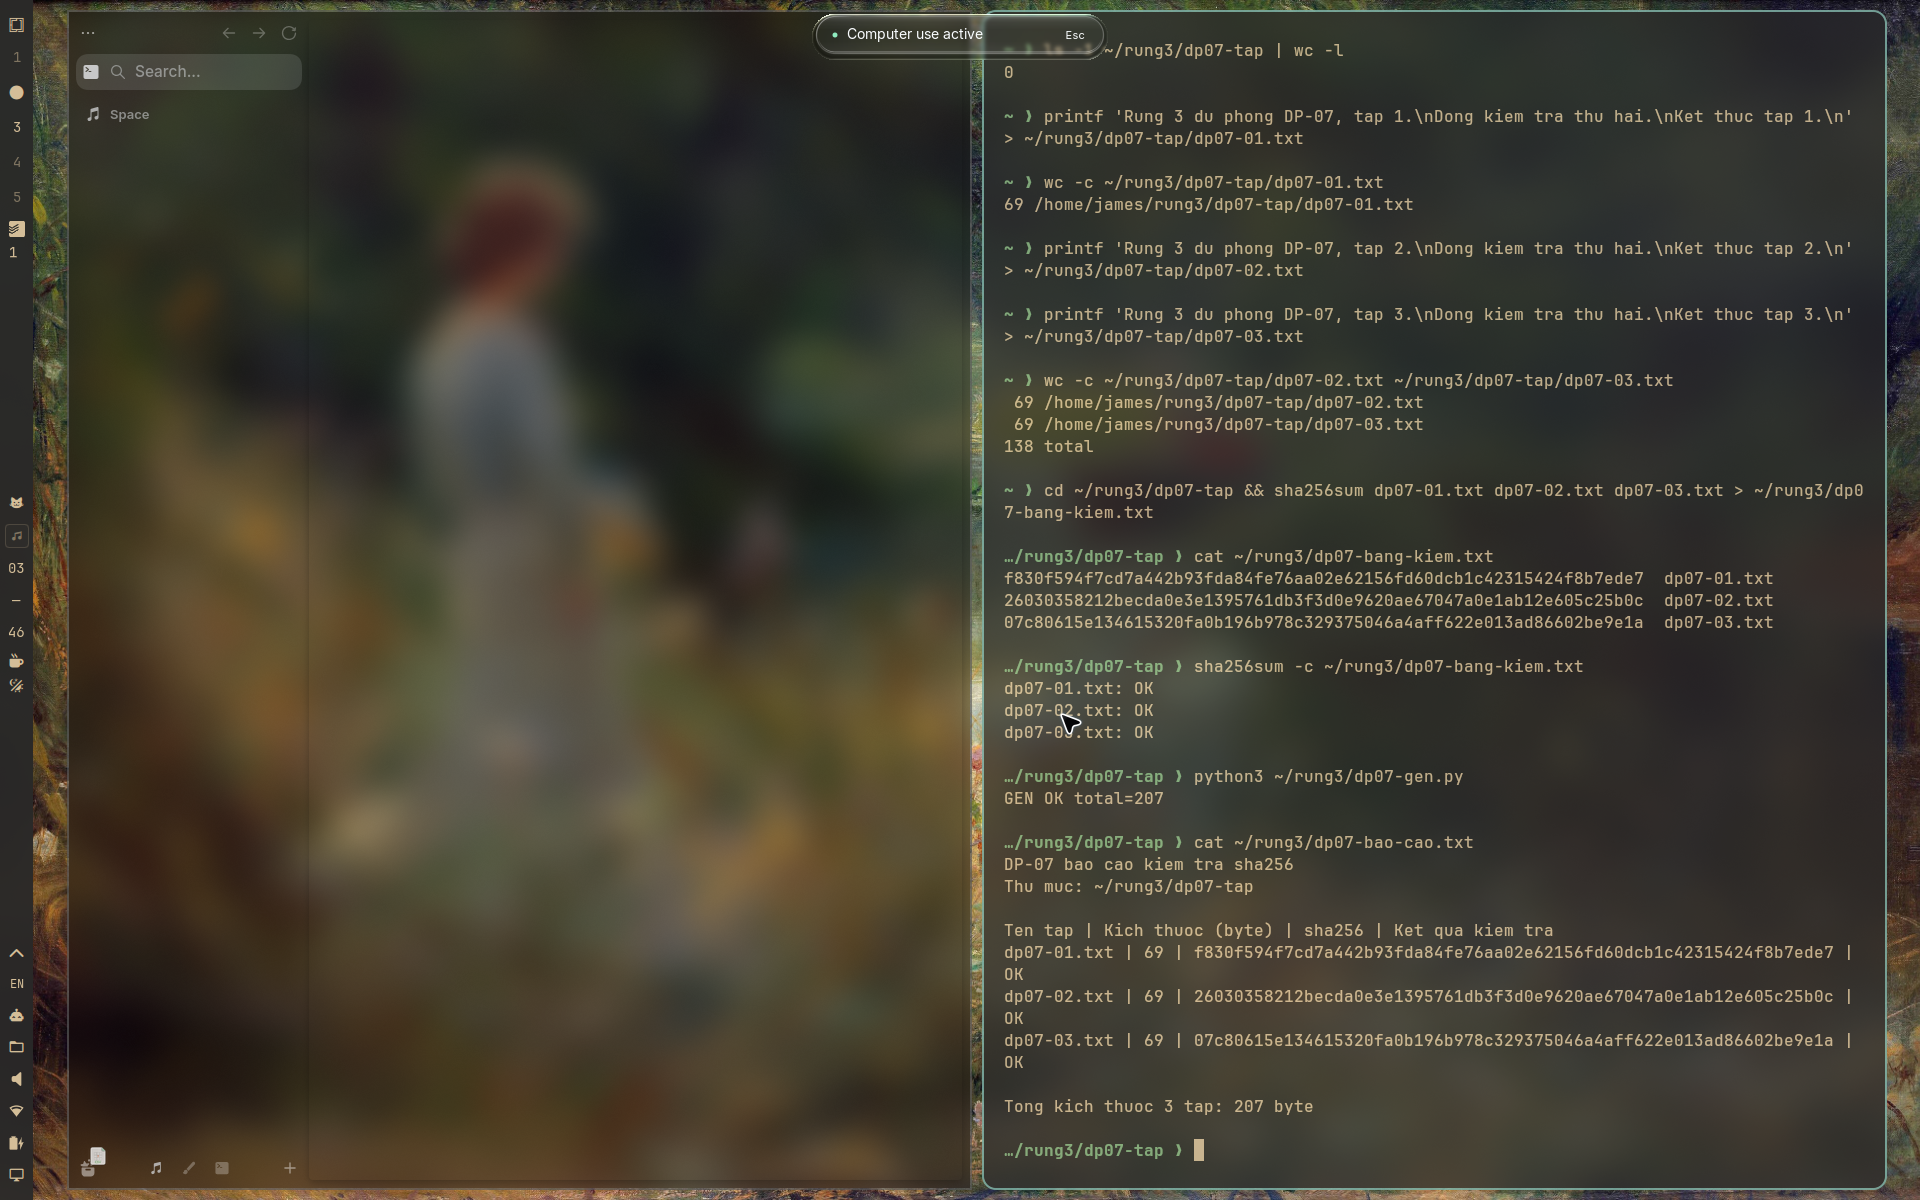 1
3
4
5
1
03
46
EN
...
Search...
Space
Computer use active
Esc
~/rung3/dp07-tap | wc -l
0
~ ❯ printf 'Rung 3 du phong DP-07, tap 1.\nDong kiem tra thu hai.\nKet thuc tap 1.\n'
> ~/rung3/dp07-tap/dp07-01.txt
~ ❯ wc -c ~/rung3/dp07-tap/dp07-01.txt
69 /home/james/rung3/dp07-tap/dp07-01.txt
~ ❯ printf 'Rung 3 du phong DP-07, tap 2.\nDong kiem tra thu hai.\nKet thuc tap 2.\n'
> ~/rung3/dp07-tap/dp07-02.txt
~ ❯ printf 'Rung 3 du phong DP-07, tap 3.\nDong kiem tra thu hai.\nKet thuc tap 3.\n'
> ~/rung3/dp07-tap/dp07-03.txt
~ ❯ wc -c ~/rung3/dp07-tap/dp07-02.txt ~/rung3/dp07-tap/dp07-03.txt
69 /home/james/rung3/dp07-tap/dp07-02.txt
69 /home/james/rung3/dp07-tap/dp07-03.txt
138 total
~ ❯ cd ~/rung3/dp07-tap && sha256sum dp07-01.txt dp07-02.txt dp07-03.txt > ~/rung3/dp0
7-bang-kiem.txt
…/rung3/dp07-tap ❯ cat ~/rung3/dp07-bang-kiem.txt
f830f594f7cd7a442b93fda84fe76aa02e62156fd60dcb1c42315424f8b7ede7  dp07-01.txt
26030358212becda0e3e1395761db3f3d0e9620ae67047a0e1ab12e605c25b0c  dp07-02.txt
07c80615e134615320fa0b196b978c329375046a4aff622e013ad86602be9e1a  dp07-03.txt
…/rung3/dp07-tap ❯ sha256sum -c ~/rung3/dp07-bang-kiem.txt
dp07-01.txt: OK
dp07-02.txt: OK
dp07-03.txt: OK
…/rung3/dp07-tap ❯ python3 ~/rung3/dp07-gen.py
GEN OK total=207
…/rung3/dp07-tap ❯ cat ~/rung3/dp07-bao-cao.txt
DP-07 bao cao kiem tra sha256
Thu muc: ~/rung3/dp07-tap
Ten tap | Kich thuoc (byte) | sha256 | Ket qua kiem tra
dp07-01.txt | 69 | f830f594f7cd7a442b93fda84fe76aa02e62156fd60dcb1c42315424f8b7ede7 |
OK
dp07-02.txt | 69 | 26030358212becda0e3e1395761db3f3d0e9620ae67047a0e1ab12e605c25b0c |
OK
dp07-03.txt | 69 | 07c80615e134615320fa0b196b978c329375046a4aff622e013ad86602be9e1a |
OK
Tong kich thuoc 3 tap: 207 byte
…/rung3/dp07-tap ❯